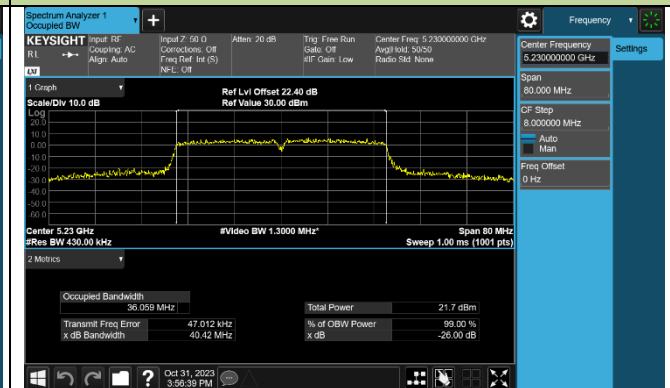 Spectrum Analyzer 1
Occupied BW
+
Frequency
KEYSIGHT Input: RF Input Z: 50 Ω Atten: 20 dB Trig: Free Run Center Freq: 5.230000000 GHz
RL Coupling: AC Corrections: Off Gate: Off Avg|Hold: 50/50
Align: Auto Freq Ref: Int (S) #IF Gain: Low Radio Std: None
LXI NFE: Off
Center Frequency
5.230000000 GHz
Settings
Span
80.000 MHz
CF Step
8.000000 MHz
Auto
Man
Freq Offset
0 Hz
1 Graph
Ref Lvl Offset 22.40 dB
Scale/Div 10.0 dB Ref Value 30.00 dBm
Log
20.0
10.0
0.00
-10.0
-20.0
-30.0
-40.0
-50.0
-60.0
Center 5.23 GHz #Video BW 1.3000 MHz* Span 80 MHz
#Res BW 430.00 kHz Sweep 1.00 ms (1001 pts)
2 Metrics
Occupied Bandwidth
36.059 MHz Total Power 21.7 dBm
Transmit Freq Error 47.012 kHz % of OBW Power 99.00 %
x dB Bandwidth 40.42 MHz x dB -26.00 dB
?
Oct 31, 2023
3:56:39 PM